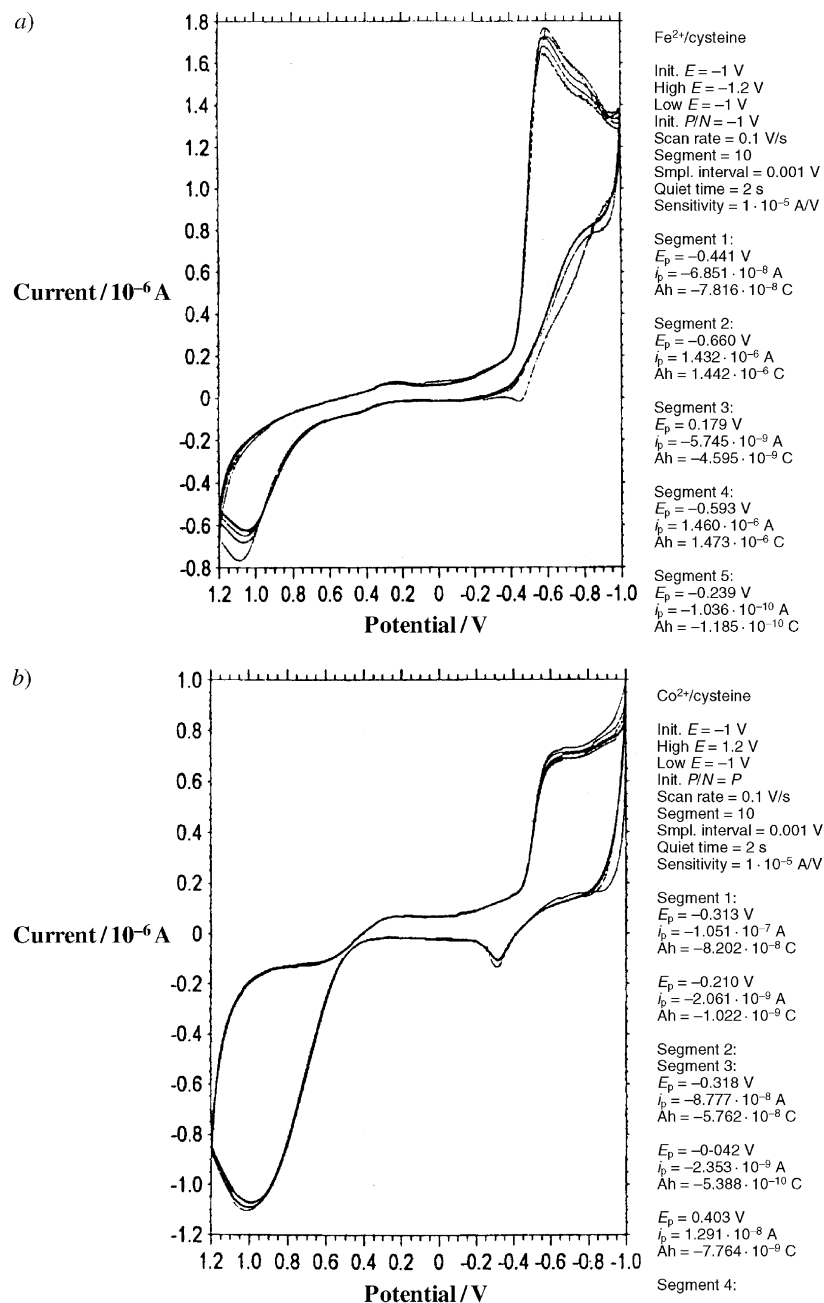 a)
1.8
1.6
1.4
1.2
1.0
0.8
0.6
0.4
0.2
0
-0.2
-0.4
-0.6
-0.8
Current / 10–6 A
1.2 1.0 0.8 0.6 0.4 0.2 0 -0.2 -0.4 -0.6 -0.8 -1.0
Potential / V
Fe2+/cysteine
Init. E = –1 V
High E = –1.2 V
Low E = –1 V
Init. P/N = –1 V
Scan rate = 0.1 V/s
Segment = 10
Smpl. interval = 0.001 V
Quiet time = 2 s
Sensitivity = 1 · 10–5 A/V
Segment 1:
Ep = –0.441 V
ip = –6.851 · 10–8 A
Ah = –7.816 · 10–8 C
Segment 2:
Ep = –0.660 V
ip = 1.432 · 10–6 A
Ah = 1.442 · 10–6 C
Segment 3:
Ep = 0.179 V
ip = –5.745 · 10–9 A
Ah = –4.595 · 10–9 C
Segment 4:
Ep = –0.593 V
ip = 1.460 · 10–6 A
Ah = 1.473 · 10–6 C
Segment 5:
Ep = –0.239 V
ip = –1.036 · 10–10 A
Ah = –1.185 · 10–10 C
b)
1.0
0.8
0.6
0.4
0.2
0
-0.2
-0.4
-0.6
-0.8
-1.0
-1.2
Current / 10–6 A
1.2 1.0 0.8 0.6 0.4 0.2 0 -0.2 -0.4 -0.6 -0.8 -1.0
Potential / V
Co2+/cysteine
Init. E = –1 V
High E = 1.2 V
Low E = –1 V
Init. P/N = P
Scan rate = 0.1 V/s
Segment = 10
Smpl. interval = 0.001 V
Quiet time = 2 s
Sensitivity = 1 · 10–5 A/V
Segment 1:
Ep = –0.313 V
ip = –1.051 · 10–7 A
Ah = –8.202 · 10–8 C
Ep = –0.210 V
ip = –2.061 · 10–9 A
Ah = –1.022 · 10–9 C
Segment 2:
Segment 3:
Ep = –0.318 V
ip = –8.777 · 10–8 A
Ah = –5.762 · 10–8 C
Ep = –0-042 V
ip = –2.353 · 10–9 A
Ah = –5.388 · 10–10 C
Ep = 0.403 V
ip = 1.291 · 10–8 A
Ah = –7.764 · 10–9 C
Segment 4: